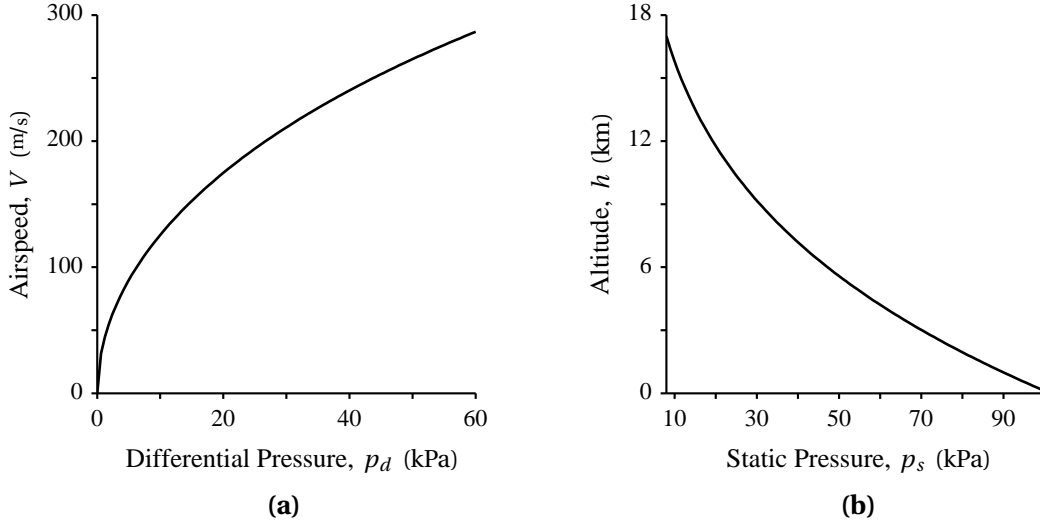 300
200
100
0
Airspeed, V (m/s)
0
20
40
60
Differential Pressure, p_d (kPa)
(a)
18
12
6
0
Altitude, h (km)
10
30
50
70
90
Static Pressure, p_s (kPa)
(b)